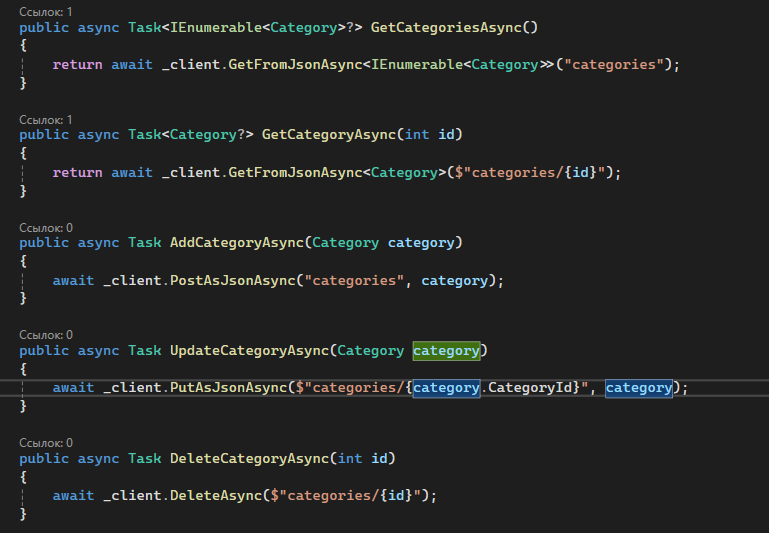 Ссылок: 1
public async Task<IEnumerable<Category>?> GetCategoriesAsync()
{
return await _client.GetFromJsonAsync<IEnumerable<Category>>("categories");
}
Ссылок: 1
public async Task<Category?> GetCategoryAsync(int id)
{
return await _client.GetFromJsonAsync<Category>($"categories/{id}");
}
Ссылок: 0
public async Task AddCategoryAsync(Category category)
{
await _client.PostAsJsonAsync("categories", category);
}
Ссылок: 0
public async Task UpdateCategoryAsync(Category category)
{
await _client.PutAsJsonAsync($"categories/{category.CategoryId}", category);
}
Ссылок: 0
public async Task DeleteCategoryAsync(int id)
{
await _client.DeleteAsync($"categories/{id}");
}